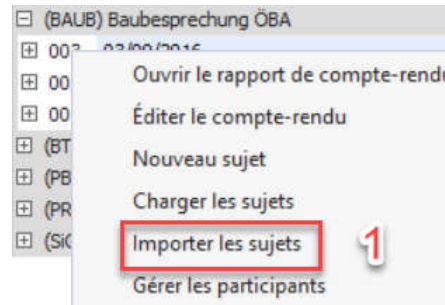 (BAUB) Baubesprechung ÖBA
003 03/09/2016
Ouvrir le rapport de compte-rendu
00
Éditer le compte-rendu
00
Nouveau sujet
(BT
Charger les sujets
(PB
(PR
Importer les sujets 1
(SiG
Gérer les participants